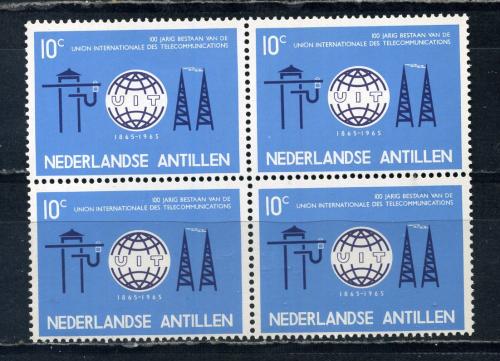 10c
100 JARIG BESTAAN VAN DE
UNION INTERNATIONALE DES TELECOMMUNICATIONS
UIT
1865-1965
NEDERLANDSE ANTILLEN
10c
100 JARIG BESTAAN VAN DE
UNION INTERNATIONALE DES TELECOMMUNICATIONS
UIT
1865-1965
NEDERLANDSE ANTILLEN
10c
100 JARIG BESTAAN VAN DE
UNION INTERNATIONALE DES TELECOMMUNICATIONS
UIT
1865-1965
NEDERLANDSE ANTILLEN
10c
100 JARIG BESTAAN VAN DE
UNION INTERNATIONALE DES TELECOMMUNICATIONS
UIT
1865-1965
NEDERLANDSE ANTILLEN